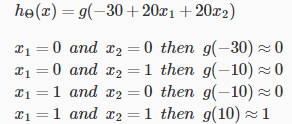 hΘ(x) = g(−30 + 20x₁ + 20x₂)
x₁ = 0 and x₂ = 0 then g(−30) ≈ 0
x₁ = 0 and x₂ = 1 then g(−10) ≈ 0
x₁ = 1 and x₂ = 0 then g(−10) ≈ 0
x₁ = 1 and x₂ = 1 then g(10) ≈ 1